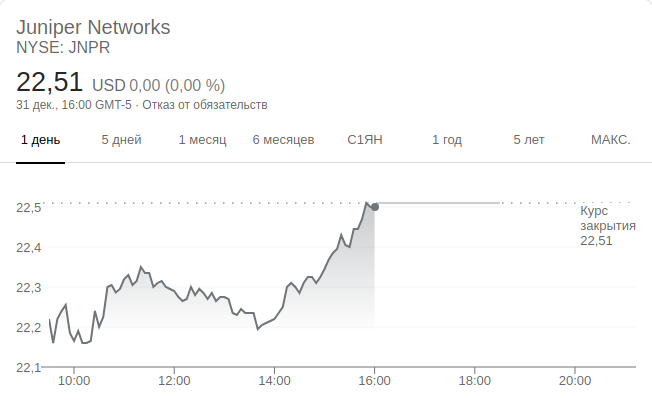 Juniper Networks
NYSE: JNPR
22,51 USD 0,00 (0,00 %)
31 дек., 16:00 GMT-5 · Отказ от обязательств
1 день 5 дней 1 месяц 6 месяцев С1ЯН 1 год 5 лет МАКС.
22,5
Курс
закрытия
22,51
22,4
22,3
22,2
22,1
10:00 12:00 14:00 16:00 18:00 20:00